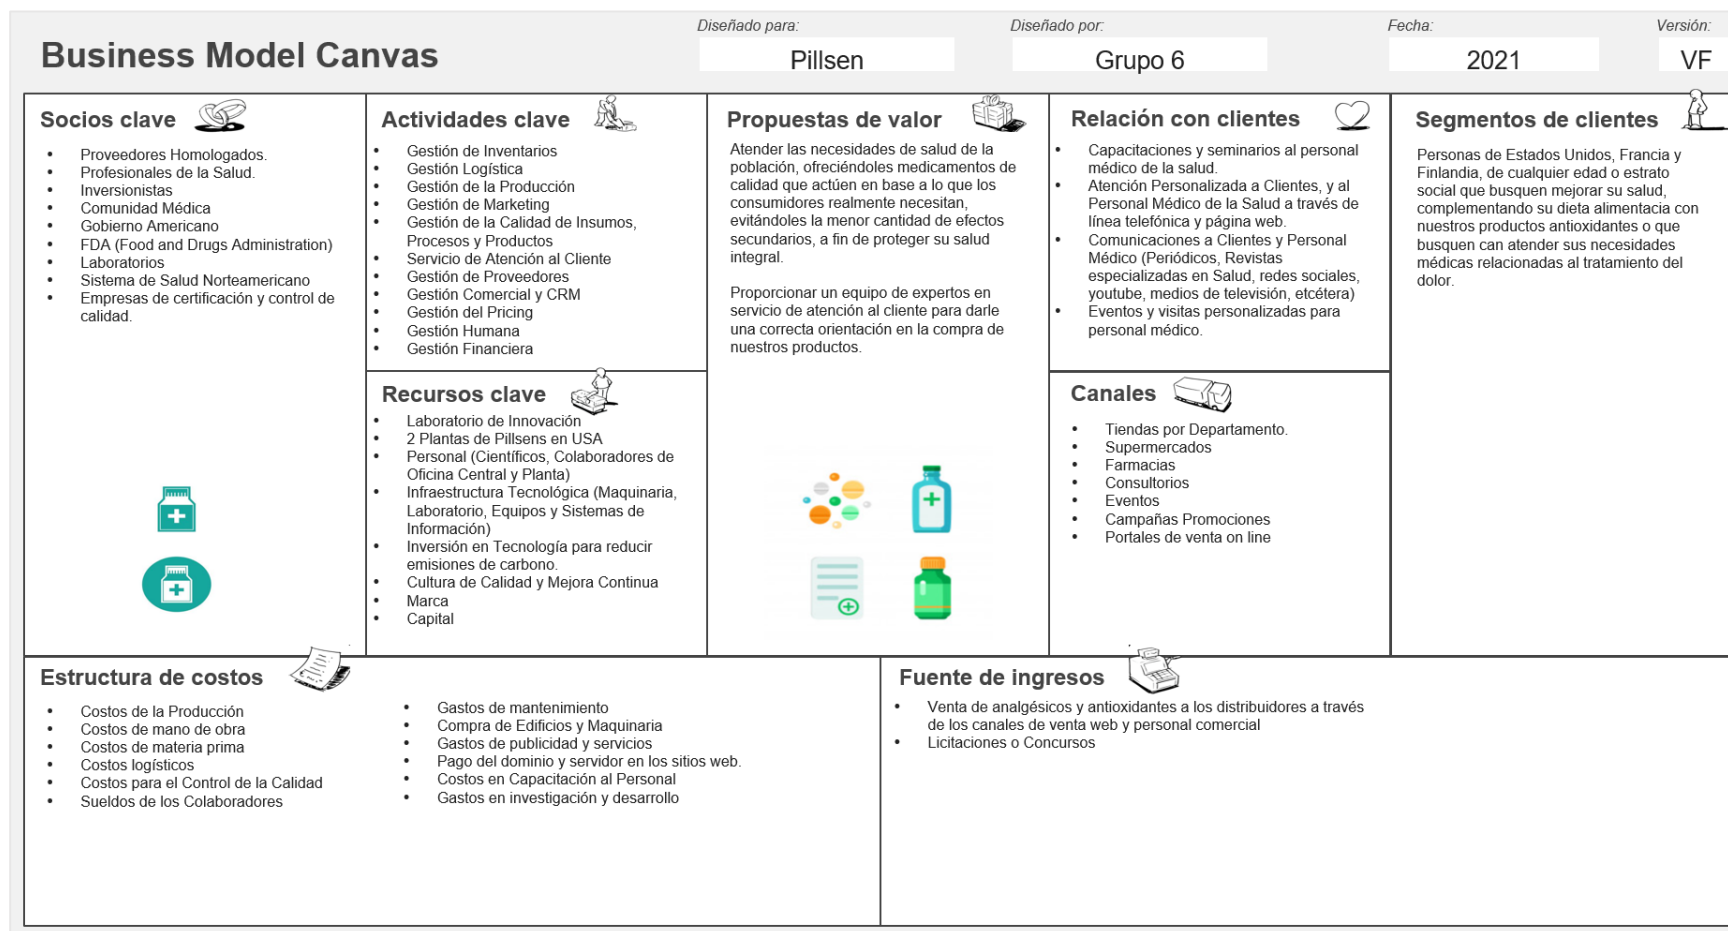 Business Model Canvas
Diseñado para:
Pillsen
Diseñado por:
Grupo 6
Fecha:
2021
Versión:
VF
Socios clave
• Proveedores Homologados.
• Profesionales de la Salud.
• Inversionistas
• Comunidad Médica
• Gobierno Americano
• FDA (Food and Drugs Administration)
• Laboratorios
• Sistema de Salud Norteamericano
• Empresas de certificación y control de
calidad.
Actividades clave
• Gestión de Inventarios
• Gestión Logística
• Gestión de la Producción
• Gestión de Marketing
• Gestión de la Calidad de Insumos,
Procesos y Productos
• Servicio de Atención al Cliente
• Gestión de Proveedores
• Gestión Comercial y CRM
• Gestión del Pricing
• Gestión Humana
• Gestión Financiera
Recursos clave
• Laboratorio de Innovación
• 2 Plantas de Pillsens en USA
• Personal (Científicos, Colaboradores de
Oficina Central y Planta)
• Infraestructura Tecnológica (Maquinaria,
Laboratorio, Equipos y Sistemas de
Información)
• Inversión en Tecnología para reducir
emisiones de carbono.
• Cultura de Calidad y Mejora Continua
• Marca
• Capital
Propuestas de valor
Atender las necesidades de salud de la
población, ofreciéndoles medicamentos de
calidad que actúen en base a lo que los
consumidores realmente necesitan,
evitándoles la menor cantidad de efectos
secundarios, a fin de proteger su salud
integral.
Proporcionar un equipo de expertos en
servicio de atención al cliente para darle
una correcta orientación en la compra de
nuestros productos.
Relación con clientes
• Capacitaciones y seminarios al personal
médico de la salud.
• Atención Personalizada a Clientes, y al
Personal Médico de la Salud a través de
línea telefónica y página web.
• Comunicaciones a Clientes y Personal
Médico (Periódicos, Revistas
especializadas en Salud, redes sociales,
youtube, medios de televisión, etcétera)
• Eventos y visitas personalizadas para
personal médico.
Canales
• Tiendas por Departamento.
• Supermercados
• Farmacias
• Consultorios
• Eventos
• Campañas Promociones
• Portales de venta on line
Segmentos de clientes
Personas de Estados Unidos, Francia y
Finlandia, de cualquier edad o estrato
social que busquen mejorar su salud,
complementando su dieta alimentacia con
nuestros productos antioxidantes o que
busquen can atender sus necesidades
médicas relacionadas al tratamiento del
dolor.
Estructura de costos
• Costos de la Producción
• Costos de mano de obra
• Costos de materia prima
• Costos logísticos
• Costos para el Control de la Calidad
• Sueldos de los Colaboradores
• Gastos de mantenimiento
• Compra de Edificios y Maquinaria
• Gastos de publicidad y servicios
• Pago del dominio y servidor en los sitios web.
• Costos en Capacitación al Personal
• Gastos en investigación y desarrollo
Fuente de ingresos
• Venta de analgésicos y antioxidantes a los distribuidores a través
de los canales de venta web y personal comercial
• Licitaciones o Concursos